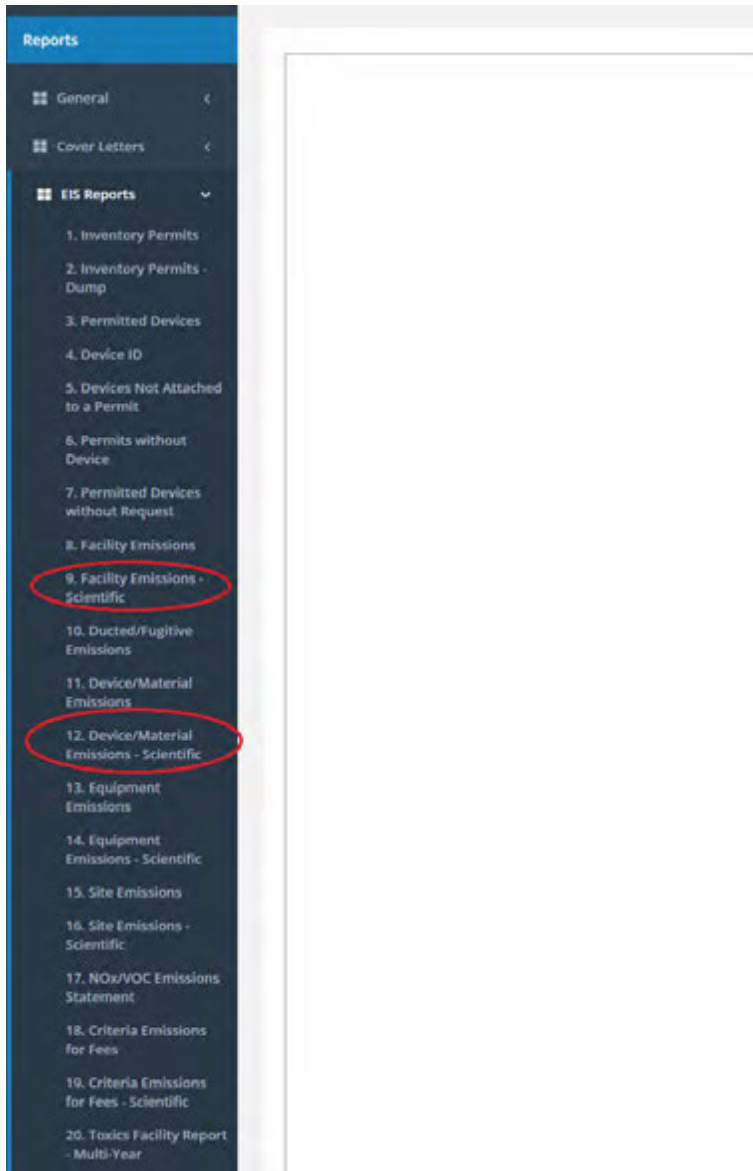 Reports
General
Cover Letters
EIS Reports
1. Inventory Permits
2. Inventory Permits -
Dump
3. Permitted Devices
4. Device ID
5. Devices Not Attached
to a Permit
6. Permits without
Device
7. Permitted Devices
without Request
8. Facility Emissions
9. Facility Emissions -
Scientific
10. Ducted/Fugitive
Emissions
11. Device/Material
Emissions
12. Device/Material
Emissions - Scientific
13. Equipment
Emissions
14. Equipment
Emissions - Scientific
15. Site Emissions
16. Site Emissions -
Scientific
17. NOx/VOC Emissions
Statement
18. Criteria Emissions
for Fees
19. Criteria Emissions
for Fees - Scientific
20. Toxics Facility Report
- Multi-Year